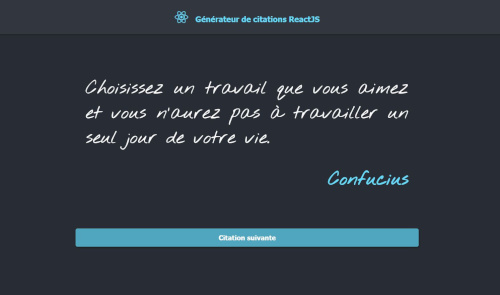 Générateur de citations ReactJS
Choisissez un travail que vous aimez
et vous n'aurez pas à travailler un
seul jour de votre vie.
Confucius
Citation suivante